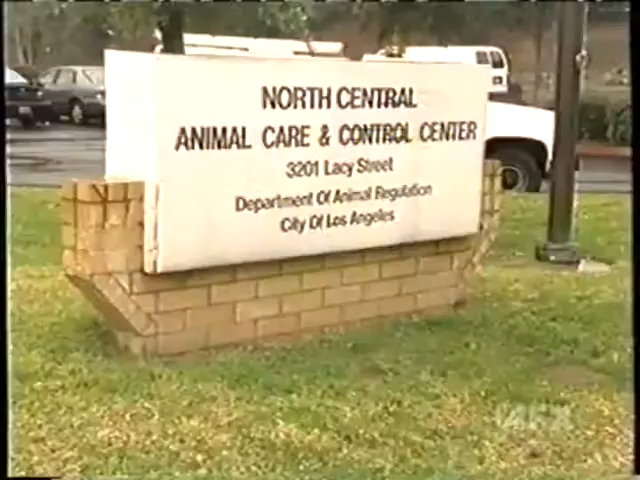 NORTH CENTRAL
ANIMAL CARE & CONTROL CENTER
3201 Lacy Street
Department Of Animal Regulation
City Of Los Angeles